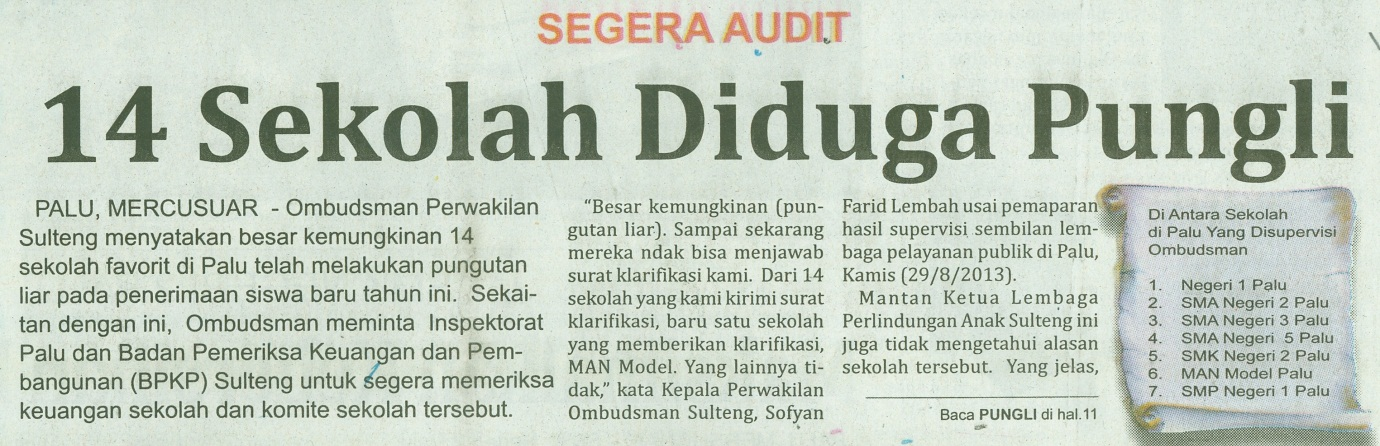 SEGERA AUDIT
14 Sekolah Diduga Pungli
PALU, MERCUSUAR - Ombudsman Perwakilan
Sulteng menyatakan besar kemungkinan 14
sekolah favorit di Palu telah melakukan pungutan
liar pada penerimaan siswa baru tahun ini. Sekai-
tan dengan ini, Ombudsman meminta Inspektorat
Palu dan Badan Pemeriksa Keuangan dan Pem-
bangunan (BPKP) Sulteng untuk segera memeriksa
keuangan sekolah dan komite sekolah tersebut.
“Besar kemungkinan (pun-
gutan liar). Sampai sekarang
mereka ndak bisa menjawab
surat klarifikasi kami. Dari 14
sekolah yang kami kirimi surat
klarifikasi, baru satu sekolah
yang memberikan klarifikasi,
MAN Model. Yang lainnya ti-
dak,” kata Kepala Perwakilan
Ombudsman Sulteng, Sofyan
Farid Lembah usai pemaparan
hasil supervisi sembilan lem-
baga pelayanan publik di Palu,
Kamis (29/8/2013).
Mantan Ketua Lembaga
Perlindungan Anak Sulteng ini
juga tidak mengetahui alasan
sekolah tersebut. Yang jelas,
Baca PUNGLI di hal.11
Di Antara Sekolah
di Palu Yang Disupervisi
Ombudsman
1. Negeri 1 Palu
2. SMA Negeri 2 Palu
3. SMA Negeri 3 Palu
4. SMA Negeri 5 Palu
5. SMK Negeri 2 Palu
6. MAN Model Palu
7. SMP Negeri 1 Palu